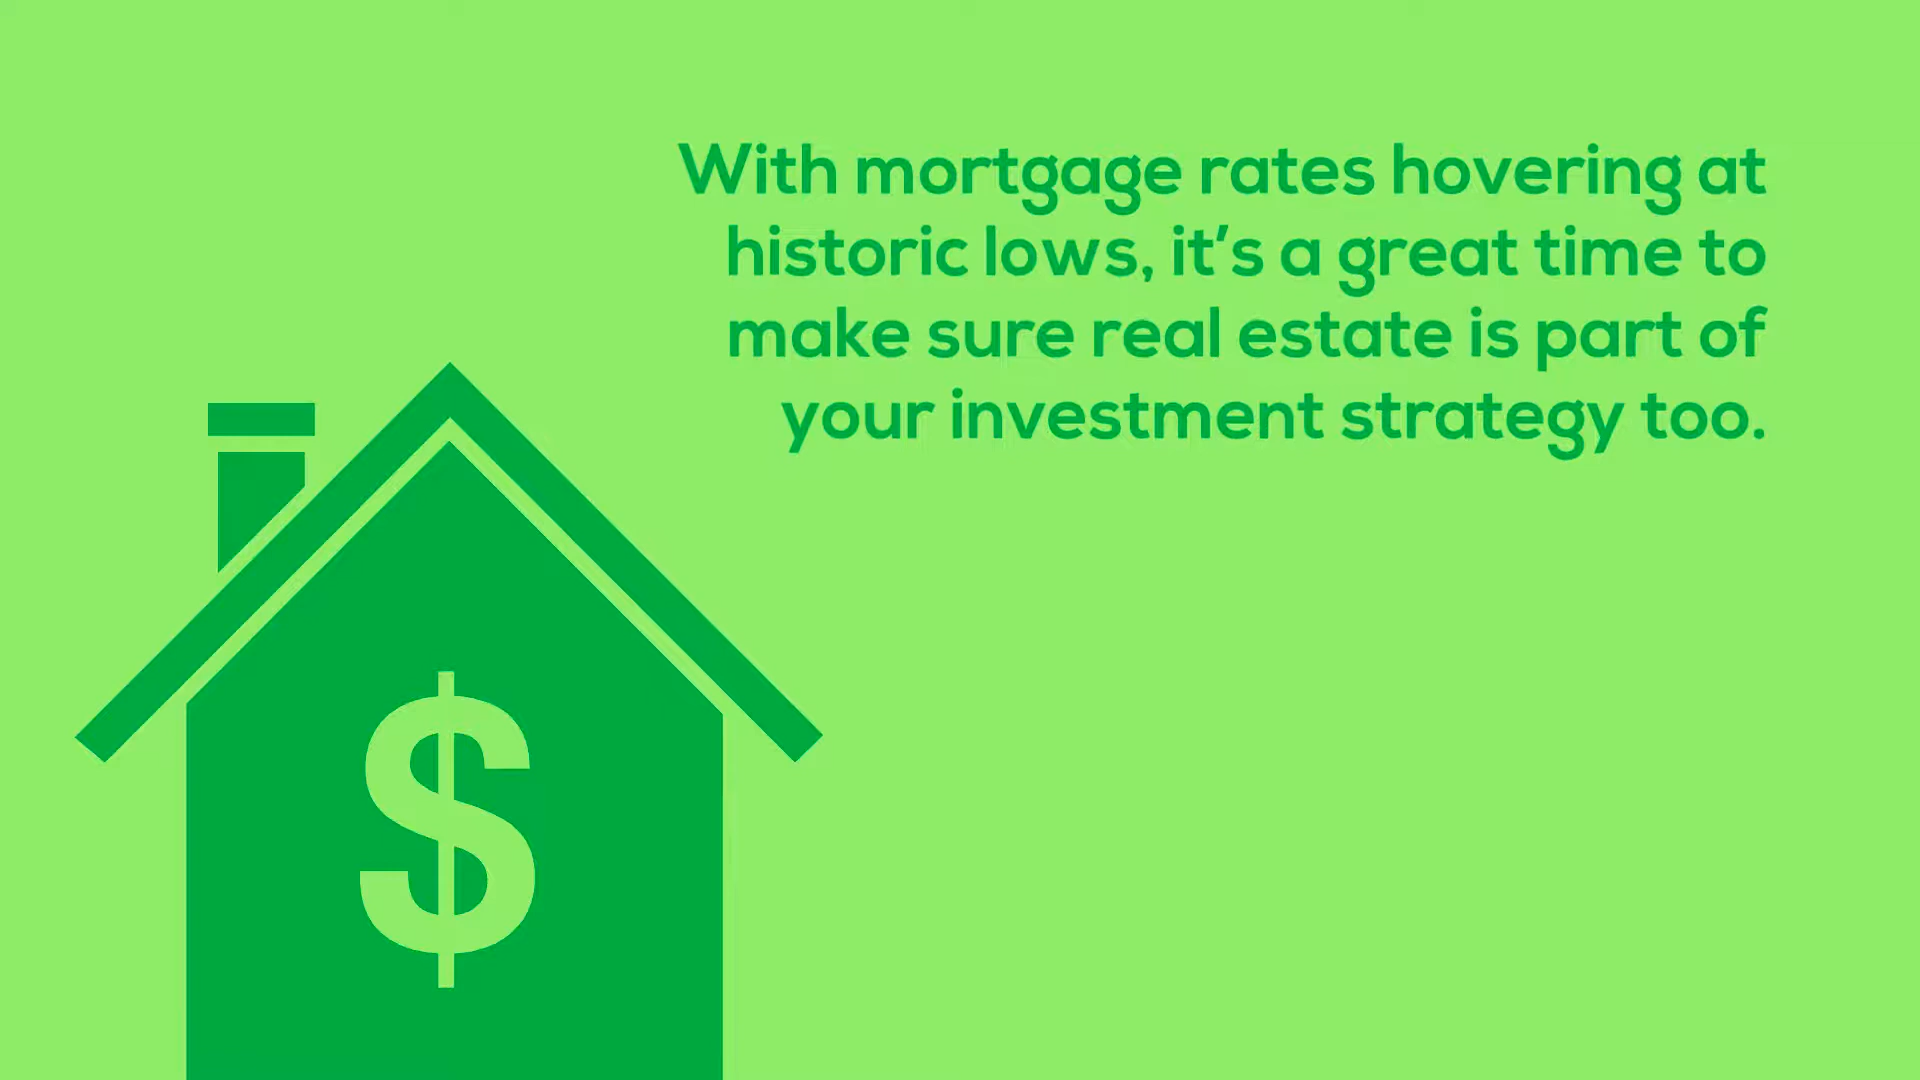 With mortgage rates hovering at
historic lows, it’s a great time to
make sure real estate is part of
your investment strategy too.
$